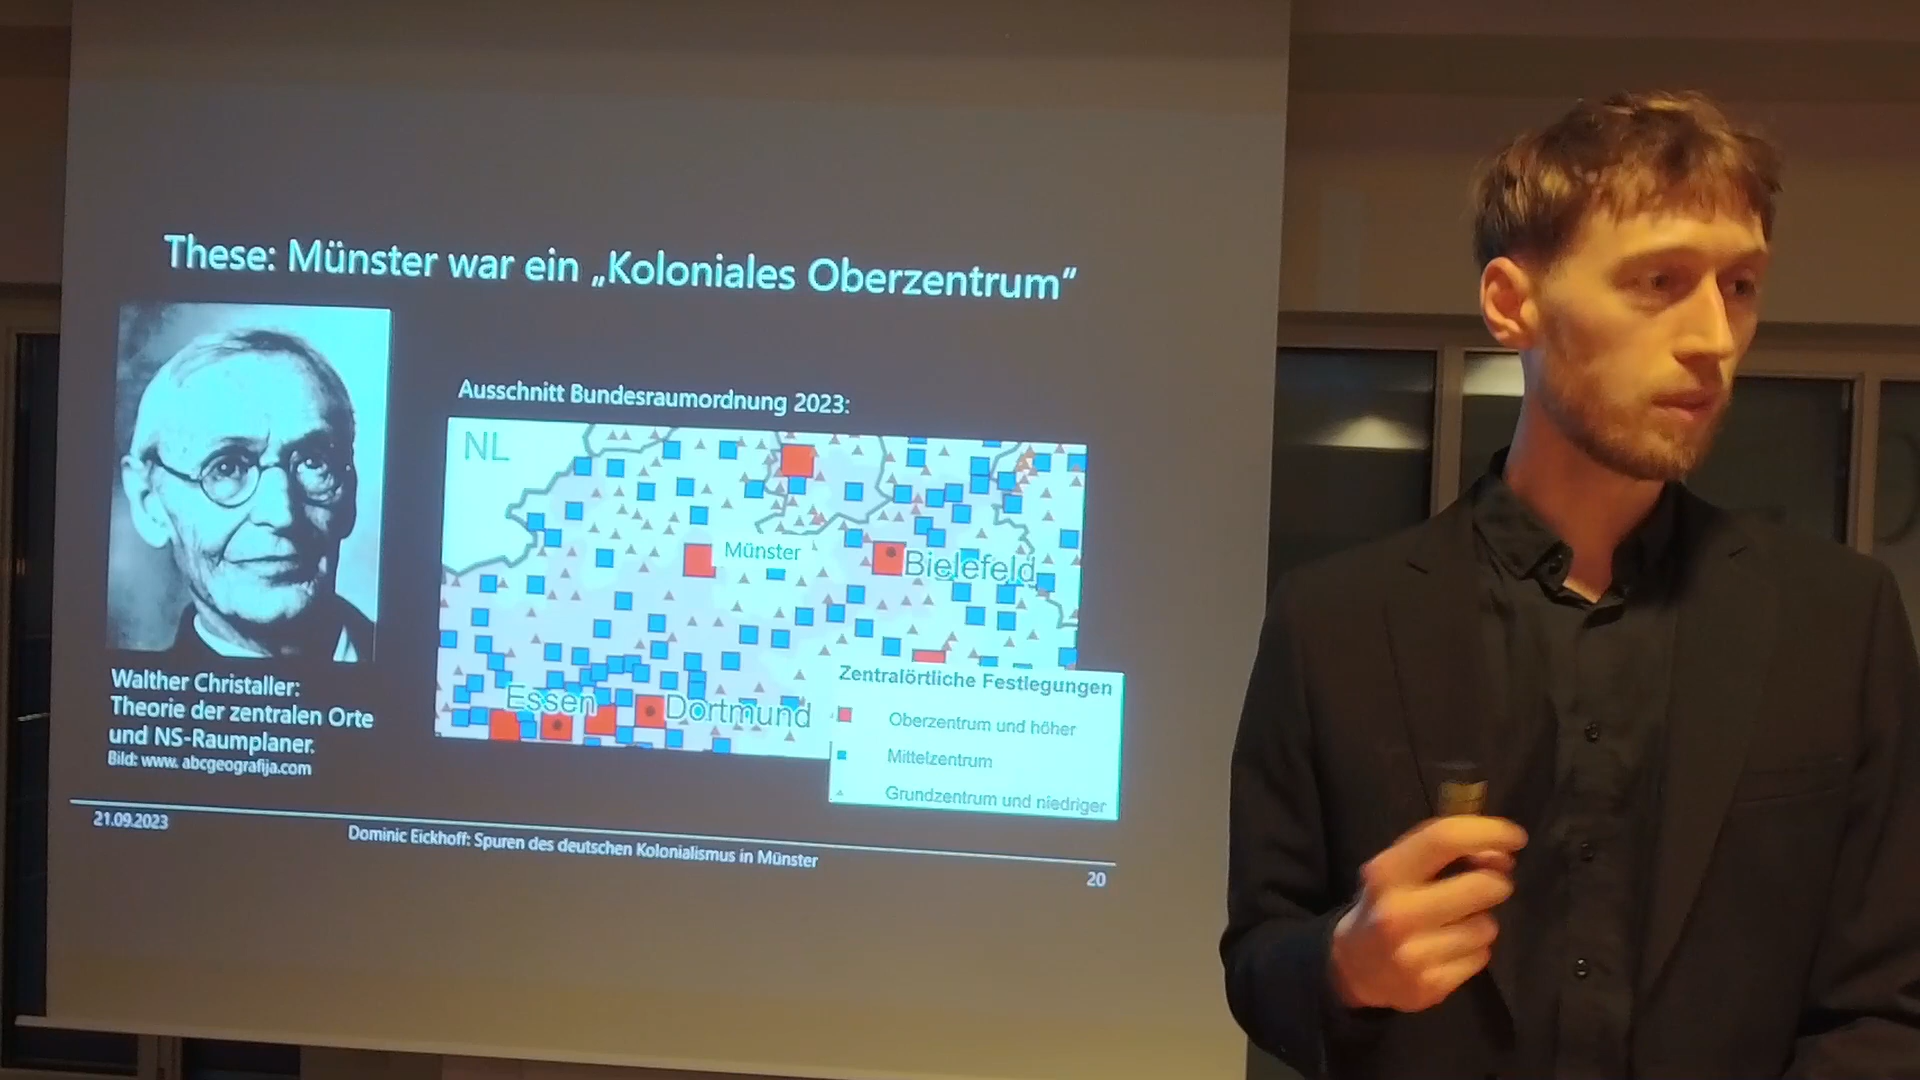 These: Münster war ein „Koloniales Oberzentrum“
Ausschnitt Bundesraumordnung 2023:
NL
Münster
Bielefeld
Essen
Dortmund
Zentralörtliche Festlegungen
Oberzentrum und höher
Mittelzentrum
Grundzentrum und niedriger
Walther Christaller:
Theorie der zentralen Orte
und NS-Raumplaner.
Bild: www. abcgeografija.com
21.09.2023
Dominic Eickhoff: Spuren des deutschen Kolonialismus in Münster
20